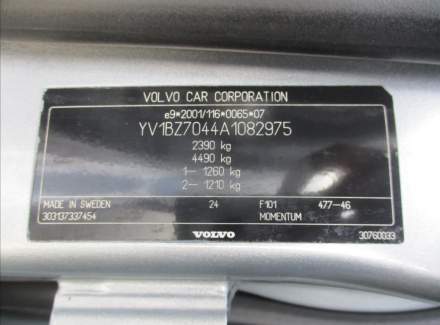 VOLVO CAR CORPORATION
e9*2001/116*0065*07
YV1BZ7044A1082975
2390 kg
4490 kg
1— 1260 kg
2— 1210 kg
MADE IN SWEDEN 24 F101 477—46
303137337454 MOMENTUM
VOLVO 30760033